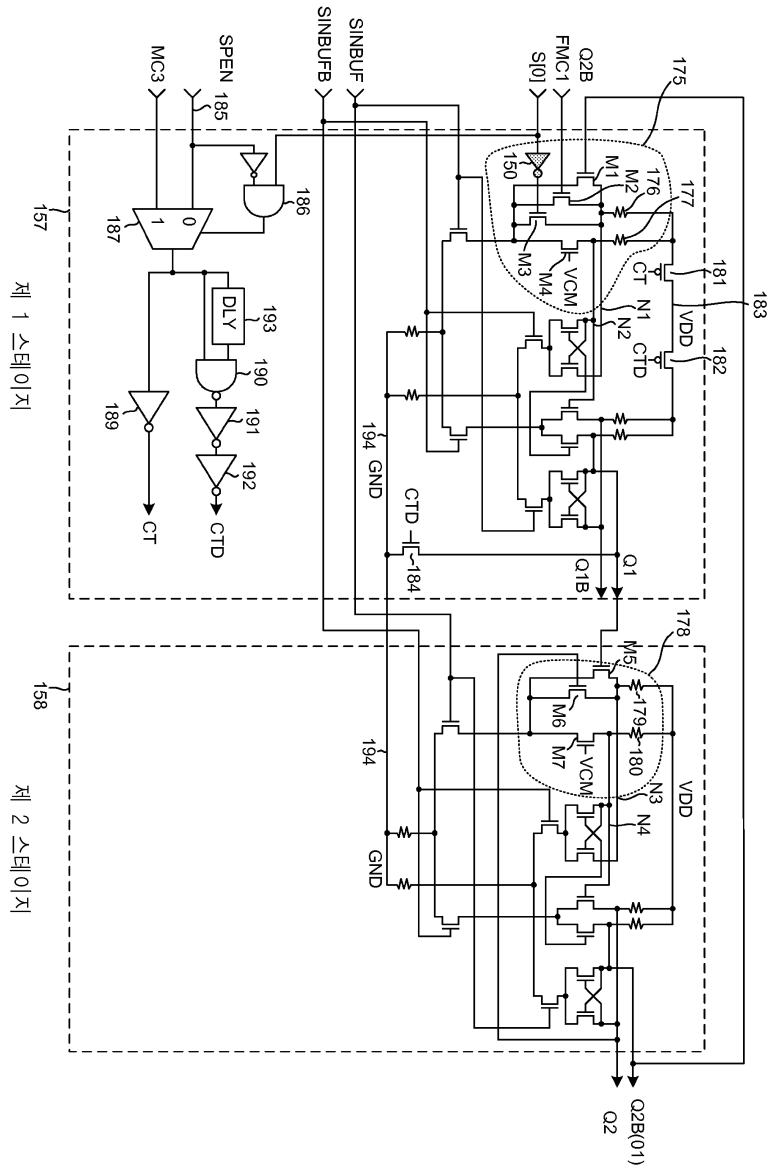 SINBUF
SINBUFB
SPEN
MC3
Q2B
FMC1
S[0]
175
185
150
M1
M2
176
177
M3
M4
VCM
CT
181
183
VDD
N1
N2
CTD
182
186
187
0
1
157
제 1 스테이지
DLY
193
190
189
191
192
CT
CTD
194
GND
CTD
184
Q1
Q1B
178
M5
M6
179
180
M7
VCM
VDD
N3
N4
194
GND
158
제 2 스테이지
Q2B(01)
Q2